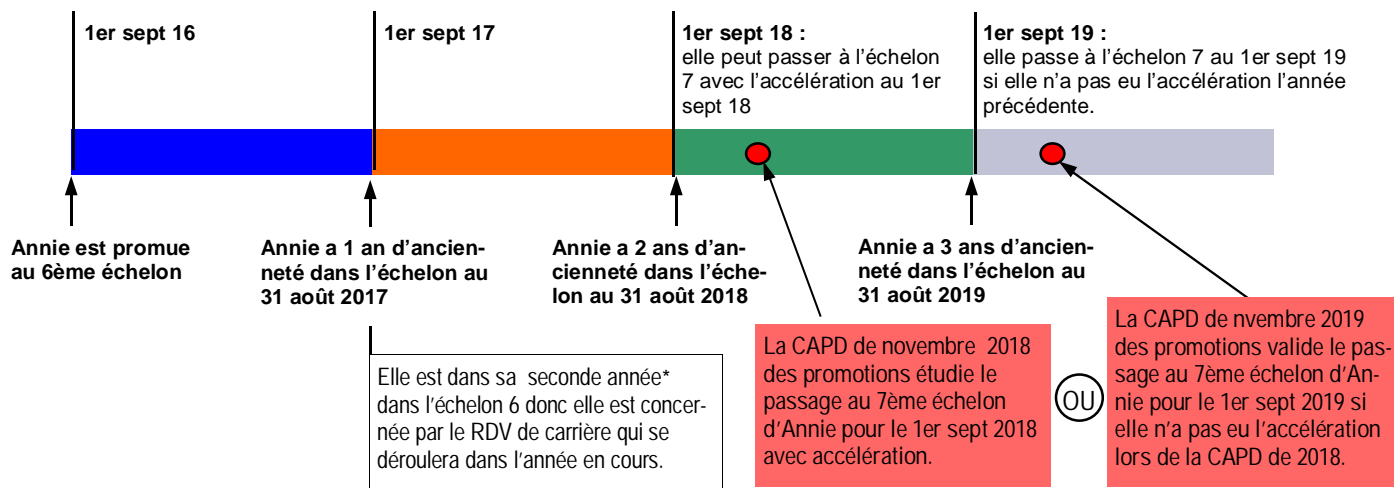 1er sept 16
1er sept 17
1er sept 18 :
elle peut passer à l'échelon
7 avec l'accélération au 1er
sept 18
1er sept 19 :
elle passe à l'échelon 7 au 1er sept 19
si elle n'a pas eu l'accélération l'année
précédente.
Annie est promue
au 6ème échelon
Annie a 1 an d'ancien-
neté dans l'échelon au
31 août 2017
Annie a 2 ans d'an-
cienneté dans l'éche-
lon au 31 août 2018
Annie a 3 ans d'ancien-
neté dans l'échelon au
31 août 2019
Elle est dans sa seconde année*
dans l'échelon 6 donc elle est concer-
née par le RDV de carrière qui se
déroulera dans l'année en cours.
La CAPD de novembre 2018
des promotions étudie le
passage au 7ème échelon
d'Annie pour le 1er sept 2018
avec accélération.
OU
La CAPD de nvembre 2019
des promotions valide le pas-
sage au 7ème échelon d'An-
nie pour le 1er sept 2019 si
elle n'a pas eu l'accélération
lors de la CAPD de 2018.